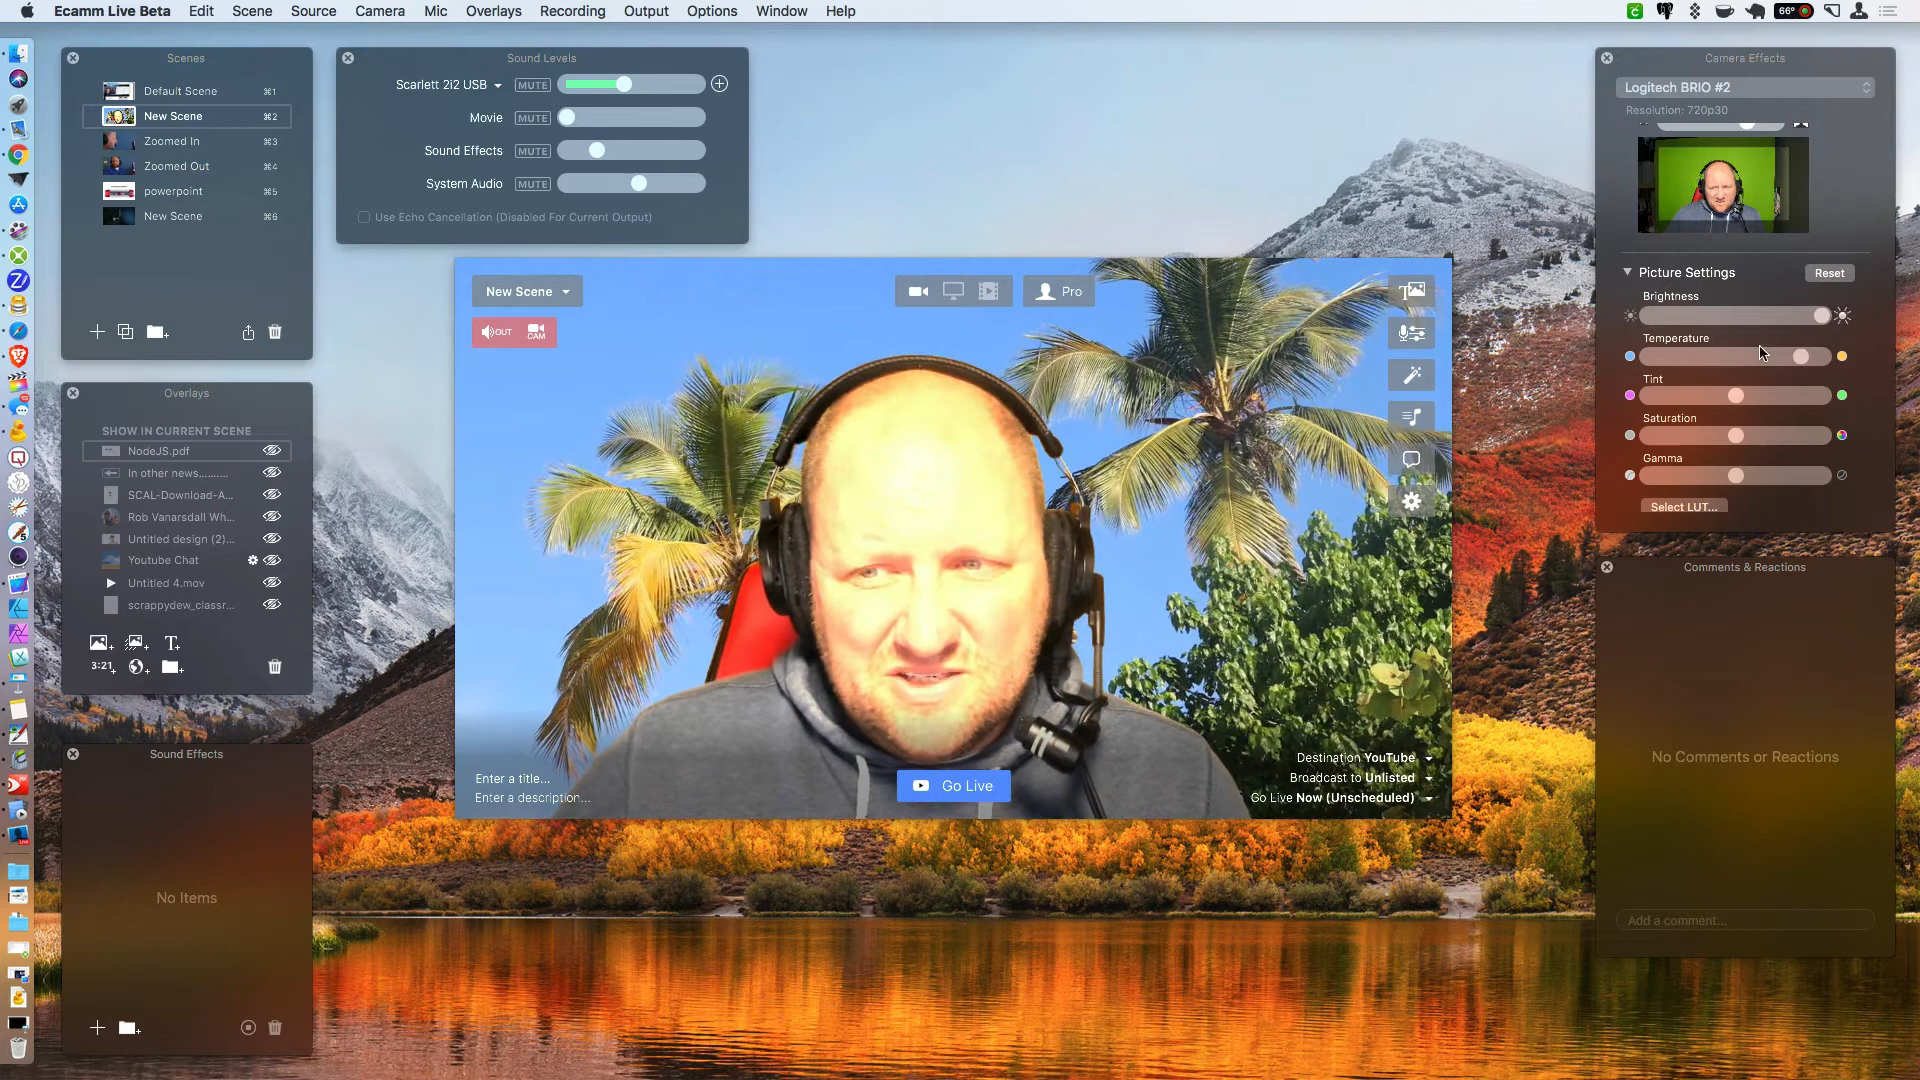 Ecamm Live Beta Edit Scene Source Camera Mic Overlays Recording Output Options Window Help
66°
Scenes
Default Scene ⌘1
New Scene ⌘2
Zoomed In ⌘3
Zoomed Out ⌘4
powerpoint ⌘5
New Scene ⌘6
Sound Levels
Scarlett 2i2 USB MUTE
Movie MUTE
Sound Effects MUTE
System Audio MUTE
Use Echo Cancellation (Disabled For Current Output)
Overlays
SHOW IN CURRENT SCENE
NodeJS.pdf
In other news.........
SCAL-Download-A...
Rob Vanarsdall Wh...
Untitled design (2)...
Youtube Chat
Untitled 4.mov
scrappydew_classr...
T+
3:21+
Sound Effects
No Items
New Scene
OUT CAM
Pro
Enter a title...
Enter a description...
Go Live
Destination YouTube
Broadcast to Unlisted
Go Live Now (Unscheduled)
Camera Effects
Logitech BRIO #2
Resolution: 720p30
Picture Settings Reset
Brightness
Temperature
Tint
Saturation
Gamma
Select LUT...
Comments & Reactions
No Comments or Reactions
Add a comment...